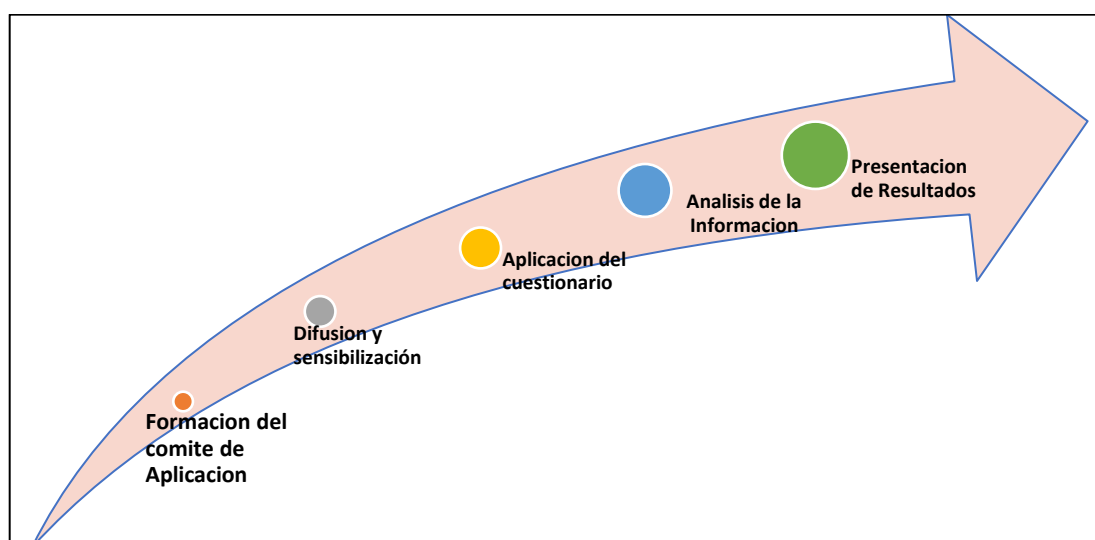 Formacion del
comite de
Aplicacion
Difusion y
sensibilización
Aplicacion del
cuestionario
Analisis de la
Informacion
Presentacion
de Resultados